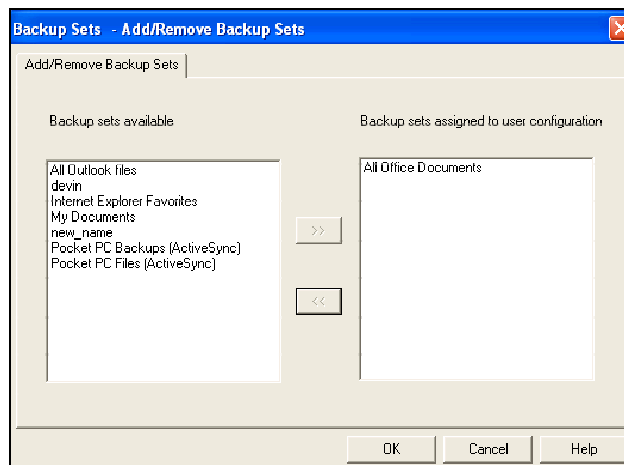 Backup Sets - Add/Remove Backup Sets
Add/Remove Backup Sets
Backup sets available
Backup sets assigned to user configuration
All Outlook files
devin
Internet Explorer Favorites
My Documents
new_name
Pocket PC Backups (ActiveSync)
Pocket PC Files (ActiveSync)
All Office Documents
>>
<<
OK
Cancel
Help